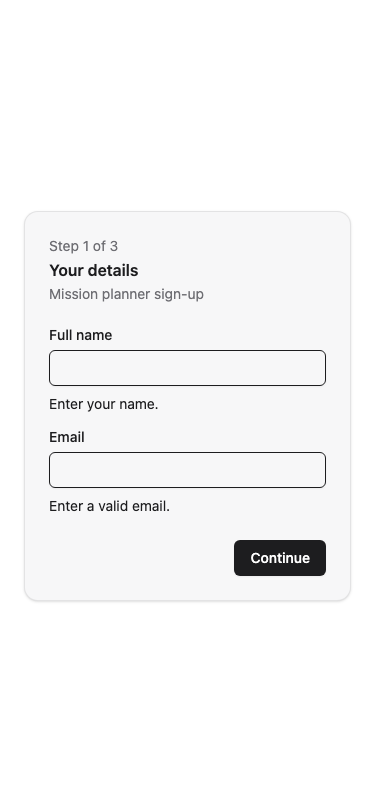 Step 1 of 3
Your details
Mission planner sign-up
Full name
Enter your name.
Email
Enter a valid email.
Continue